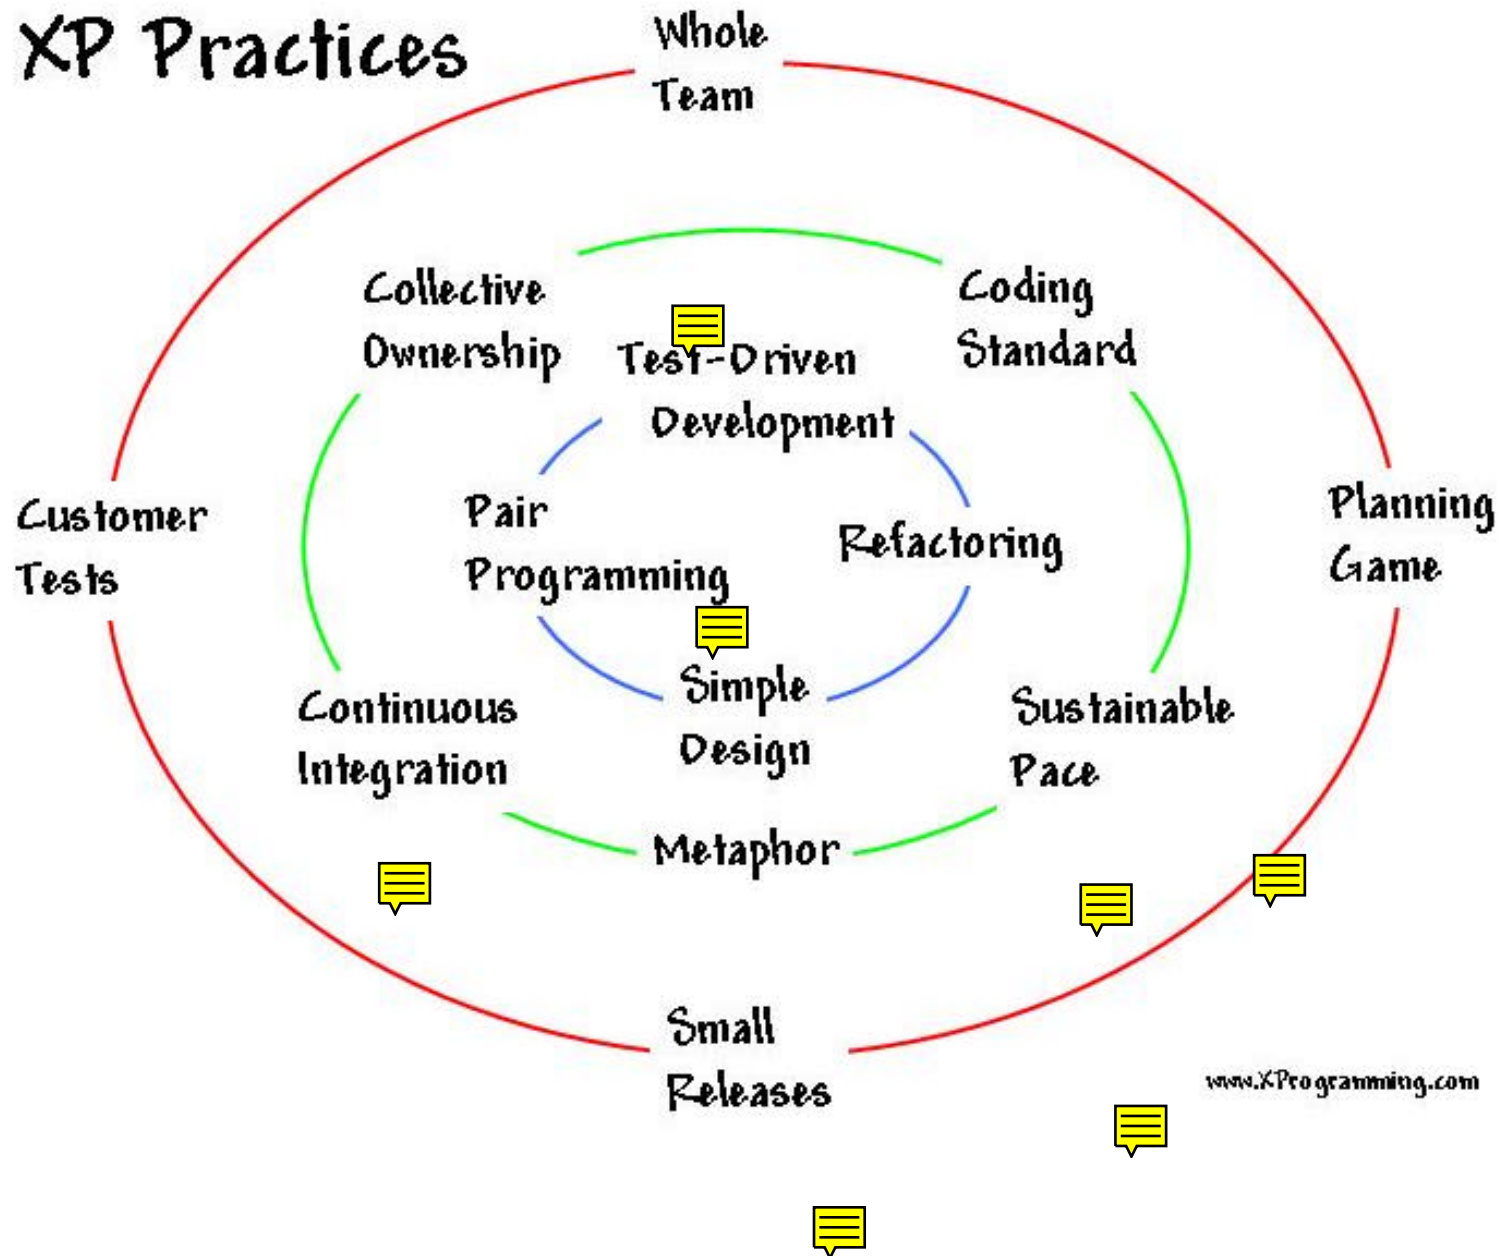 XP Practices
Whole
Team
Collective
Ownership
Coding
Standard
Test-Driven
Development
Customer
Tests
Pair
Programming
Refactoring
Planning
Game
Continuous
Integration
Simple
Design
Sustainable
Pace
Metaphor
Small
Releases
www.XProgramming.com